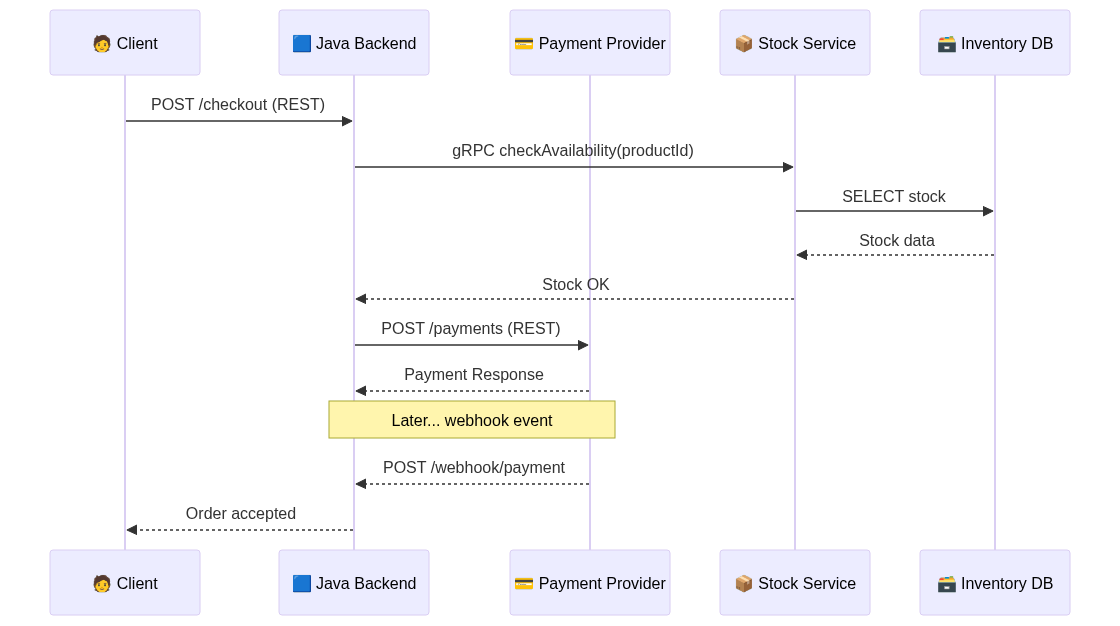 🧑 Client
🟦 Java Backend
💳 Payment Provider
📦 Stock Service
🗃️ Inventory DB
POST /checkout (REST)
gRPC checkAvailability(productId)
SELECT stock
Stock data
Stock OK
POST /payments (REST)
Payment Response
Later... webhook event
POST /webhook/payment
Order accepted
🧑 Client
🟦 Java Backend
💳 Payment Provider
📦 Stock Service
🗃️ Inventory DB